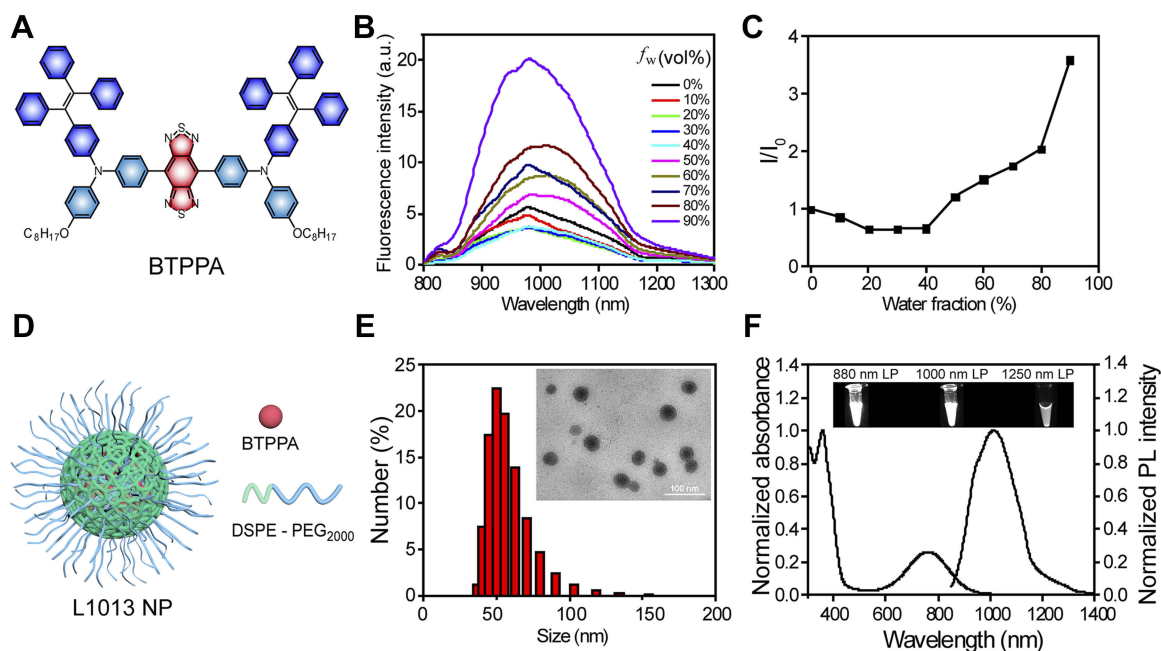 A
S
N N
N N
S
N
N
C8H17O
OC8H17
BTPPA
B
Fluorescence intensity (a.u.)
20
15
10
5
0
800 900 1000 1100 1200 1300
Wavelength (nm)
fw (vol%)
0%
10%
20%
30%
40%
50%
60%
70%
80%
90%
C
I/I0
4
3
2
1
0
0 20 40 60 80 100
Water fraction (%)
D
BTPPA
DSPE - PEG2000
L1013 NP
E
Number (%)
25
20
15
10
5
0
0 50 100 150 200
Size (nm)
100 nm
F
Normalized absorbance
1.4
1.2
1.0
0.8
0.6
0.4
0.2
0.0
880 nm LP 1000 nm LP 1250 nm LP
400 600 800 1000 1200 1400
Wavelength (nm)
1.4
1.2
1.0
0.8
0.6
0.4
0.2
0.0
Normalized PL intensity